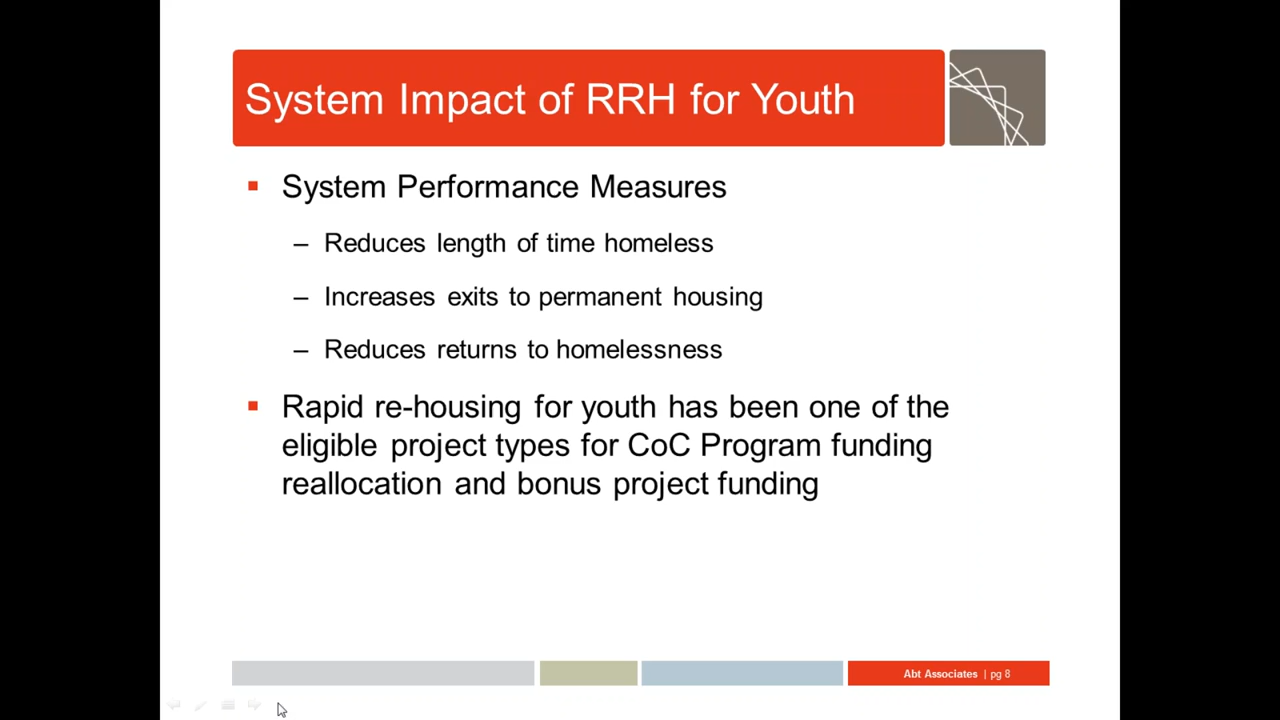 System Impact of RRH for Youth
System Performance Measures
– Reduces length of time homeless
– Increases exits to permanent housing
– Reduces returns to homelessness
Rapid re-housing for youth has been one of the
eligible project types for CoC Program funding
reallocation and bonus project funding
Abt Associates | pg 8